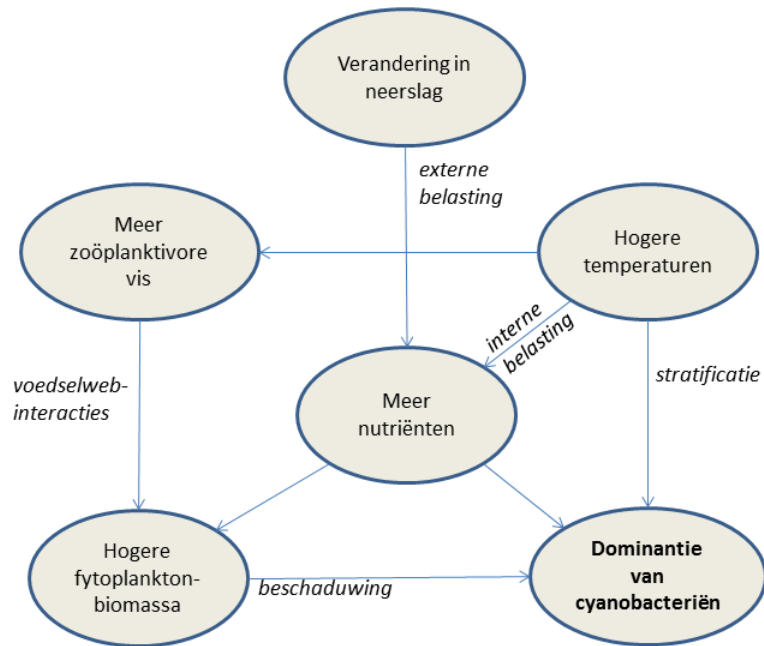 Verandering in
neerslag
externe
belasting
Meer
zoöplanktivore
vis
Hogere
temperaturen
interne
belasting
voedselweb-
interacties
stratificatie
Meer
nutriënten
Hogere
fytoplankton-
biomassa
beschaduwing
Dominantie
van
cyanobacteriën